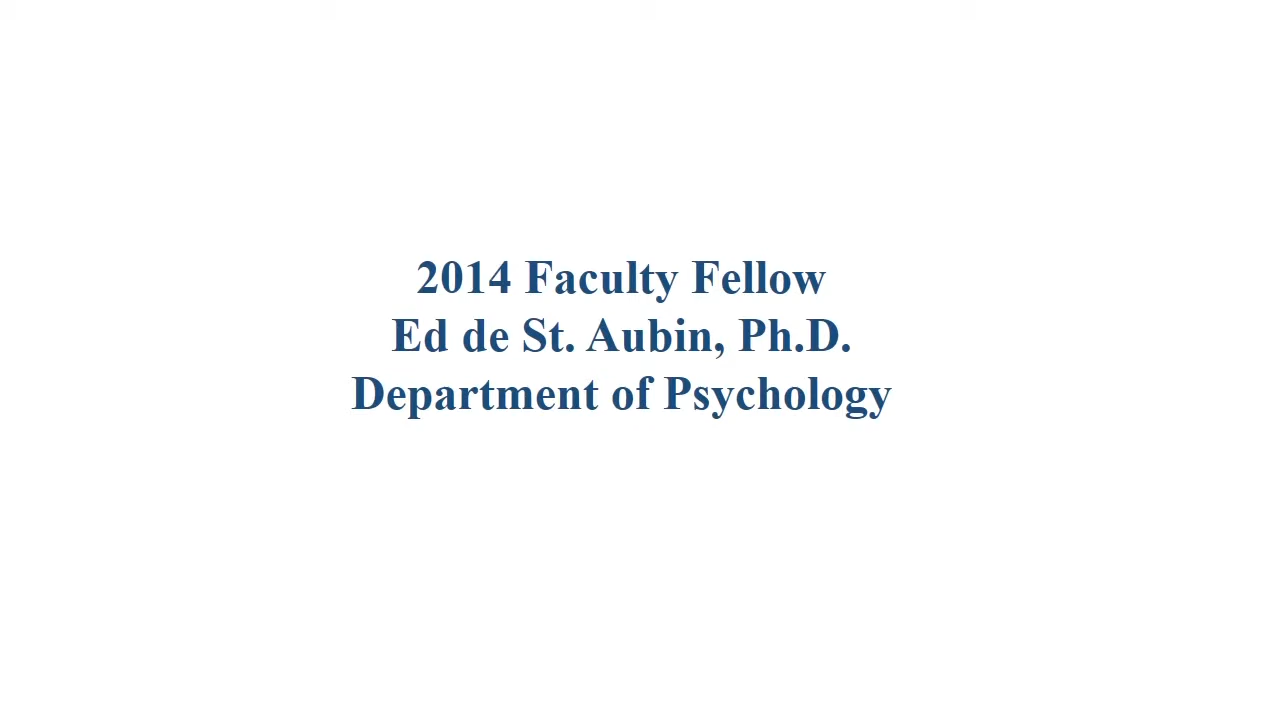 2014 Faculty Fellow
Ed de St. Aubin, Ph.D.
Department of Psychology